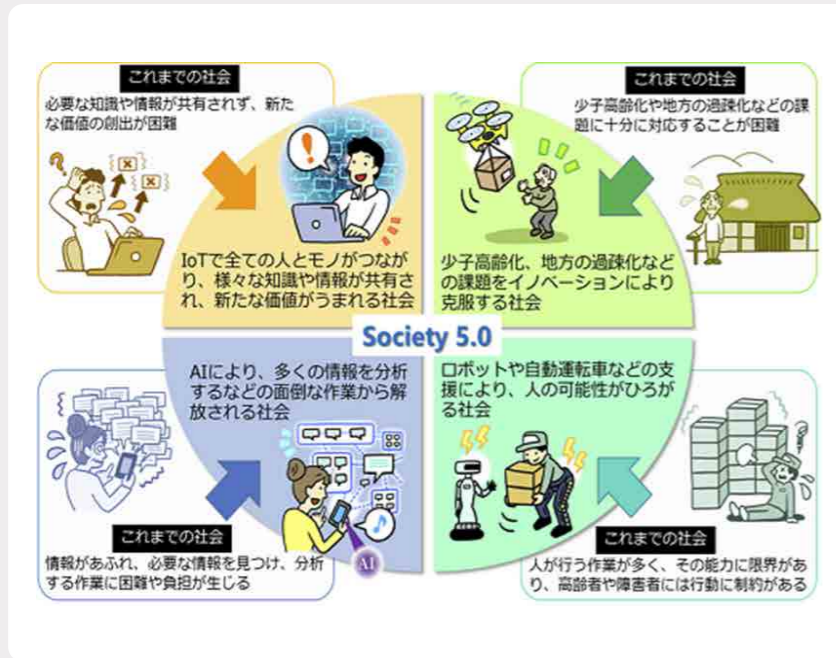 これまでの社会
必要な知識や情報が共有されず、新た
な価値の創出が困難
IoTで全ての人とモノがつなが
り、様々な知識や情報が共有さ
れ、新たな価値がうまれる社会
これまでの社会
少子高齢化や地方の過疎化などの課
題に十分に対応することが困難
少子高齢化、地方の過疎化など
の課題をイノベーションにより
克服する社会
Society 5.0
AIにより、多くの情報を分析
するなどの面倒な作業から解
放される社会
AI
これまでの社会
情報があふれ、必要な情報を見つけ、分析
する作業に困難や負担が生じる
ロボットや自動運転車などの支
援により、人の可能性がひろが
る社会
これまでの社会
人が行う作業が多く、その能力に限界があ
り、高齢者や障害者には行動に制約がある